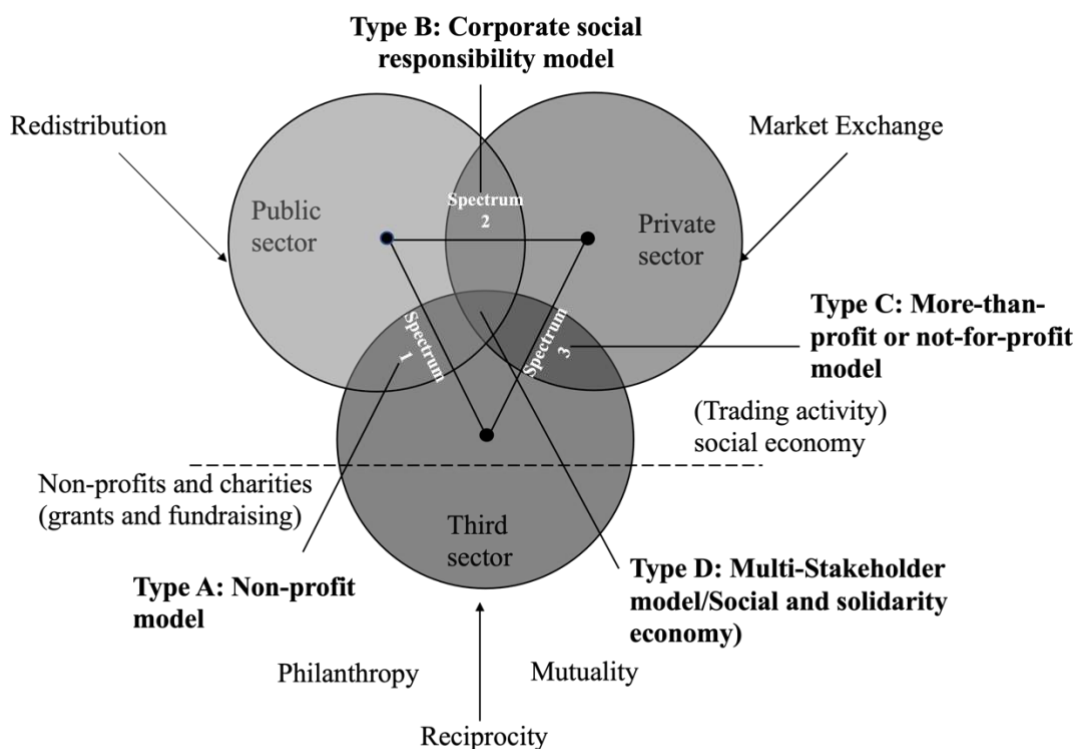 Type B: Corporate social
responsibility model
Redistribution
Market Exchange
Public
sector
Spectrum
2
Private
sector
Spectrum
1
Spectrum
3
Type C: More-than-
profit or not-for-profit
model
(Trading activity)
social economy
Non-profits and charities
(grants and fundraising)
Third
sector
Type A: Non-profit
model
Type D: Multi-Stakeholder
model/Social and solidarity
economy)
Philanthropy
Mutuality
Reciprocity